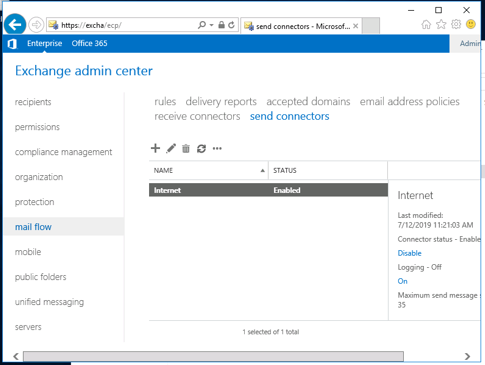 https://excha/ecp/
send connectors - Microsof...
Enterprise Office 365
Admin
Exchange admin center
recipients
permissions
compliance management
organization
protection
mail flow
mobile
public folders
unified messaging
servers
rules delivery reports accepted domains email address policies
receive connectors send connectors
NAME STATUS
Internet Enabled
Internet
Last modified:
7/12/2019 11:21:03 AM
Connector status - Enable
Disable
Logging - Off
On
Maximum send message s
35
1 selected of 1 total